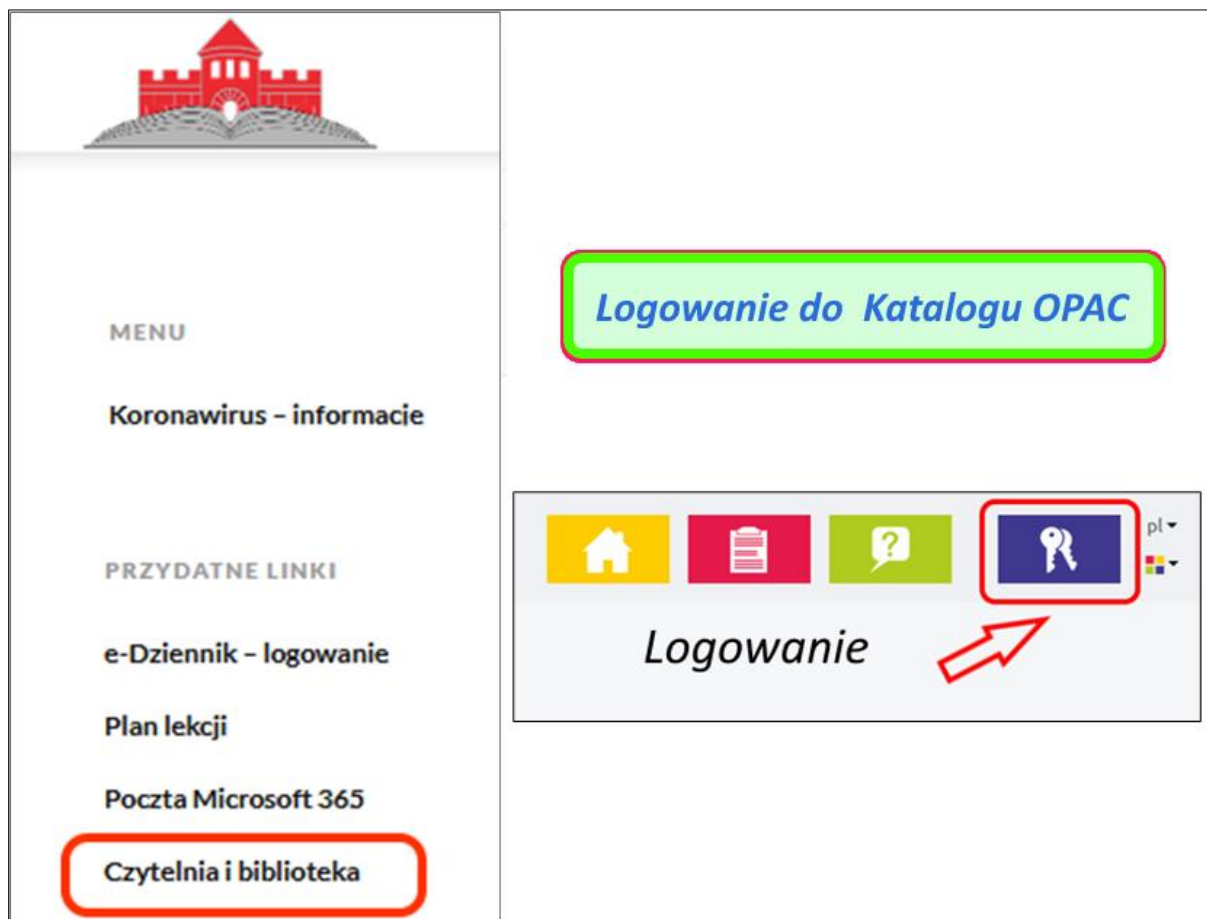 MENU
Koronawirus – informacje
PRZYDATNE LINKI
e-Dziennik – logowanie
Plan lekcji
Poczta Microsoft 365
Czytelnia i biblioteka
Logowanie do Katalogu OPAC
?
pl
Logowanie